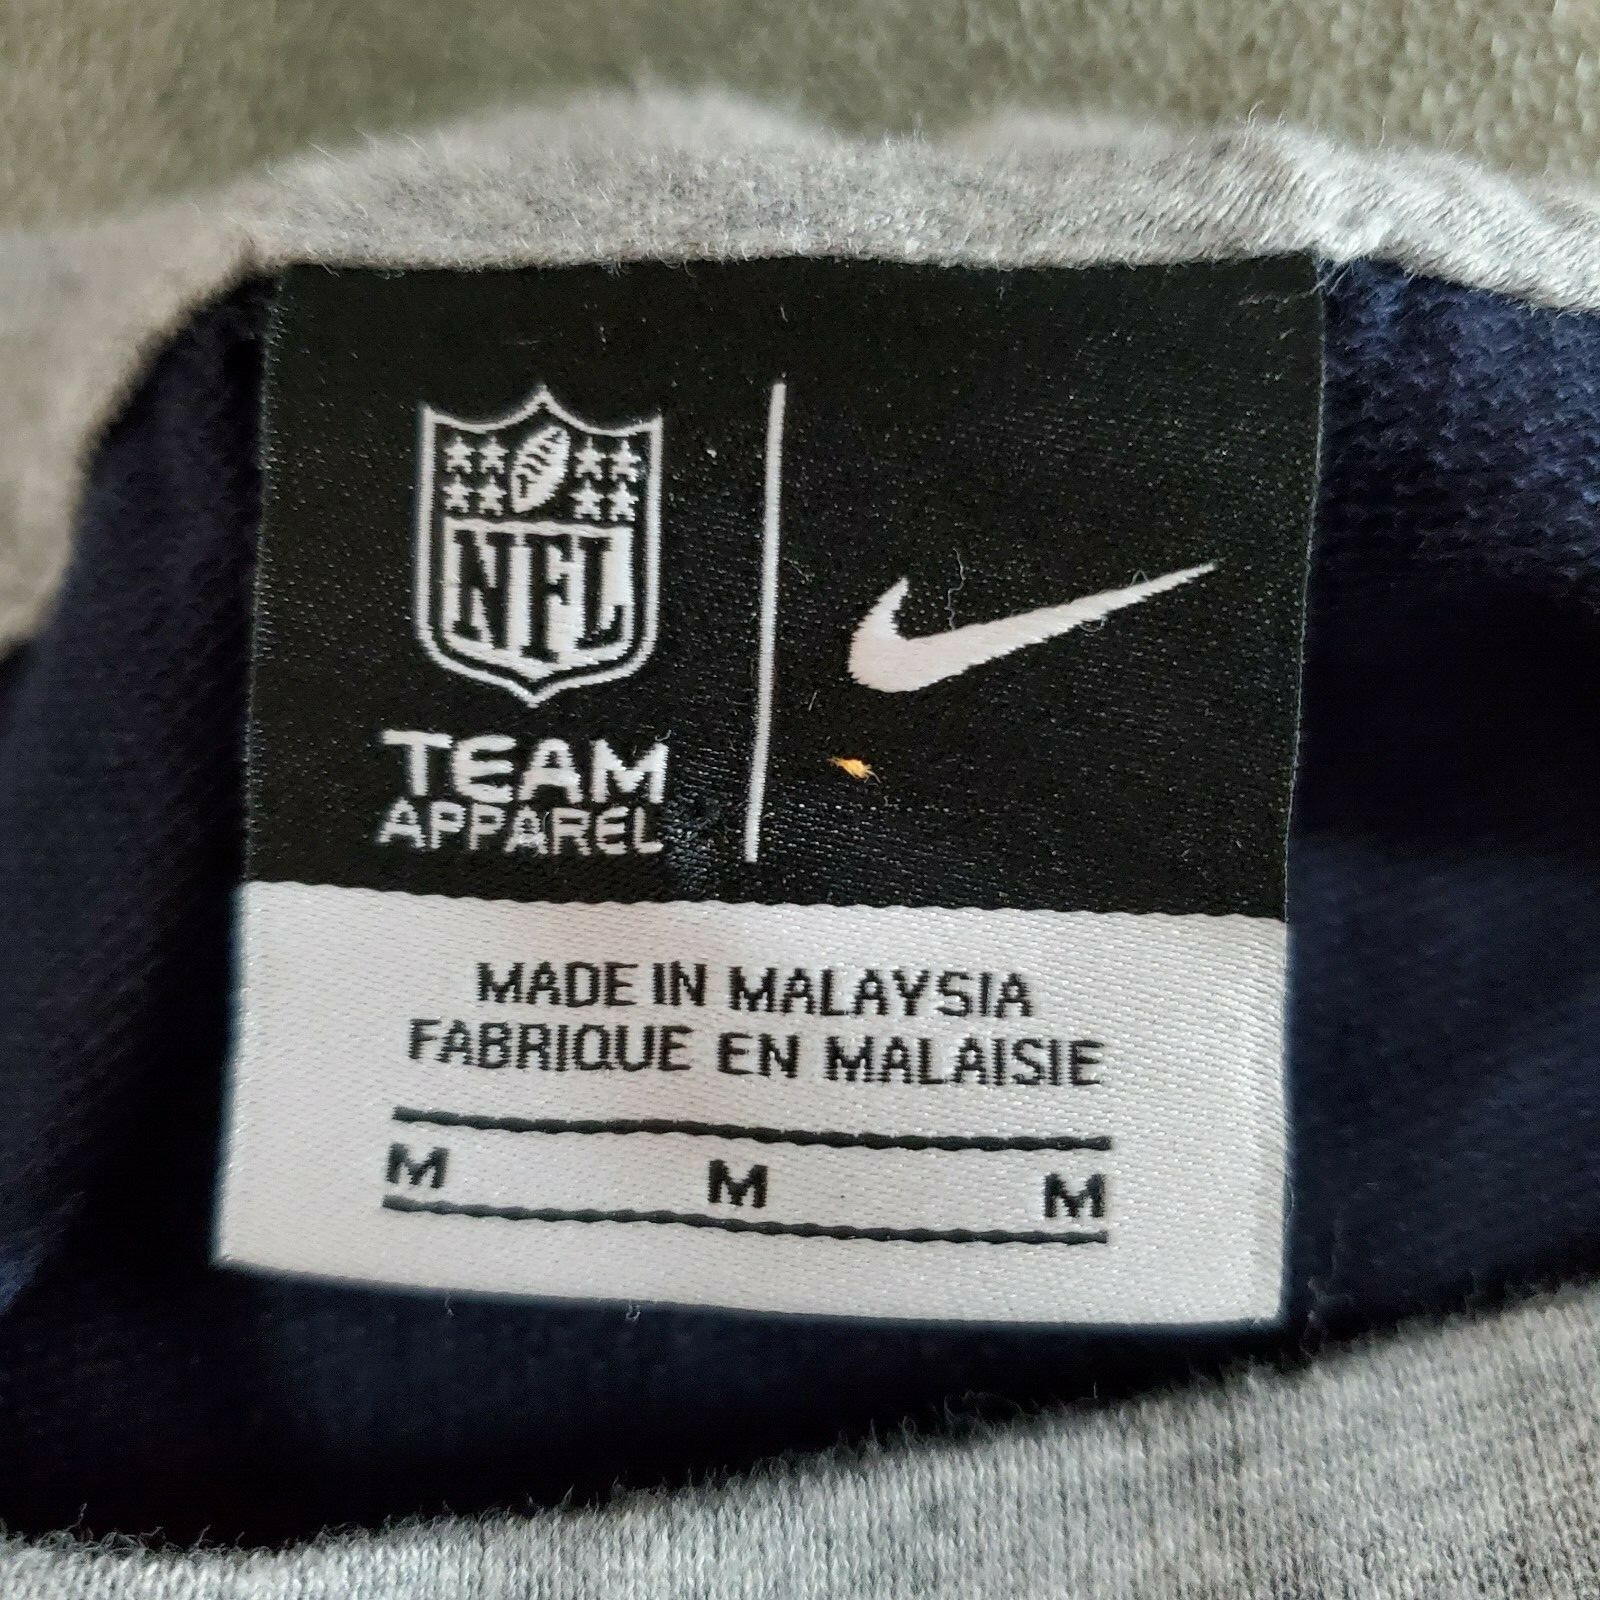 NFL
TEAM
APPAREL
MADE IN MALAYSIA
FABRIQUE EN MALAISIE
M M M